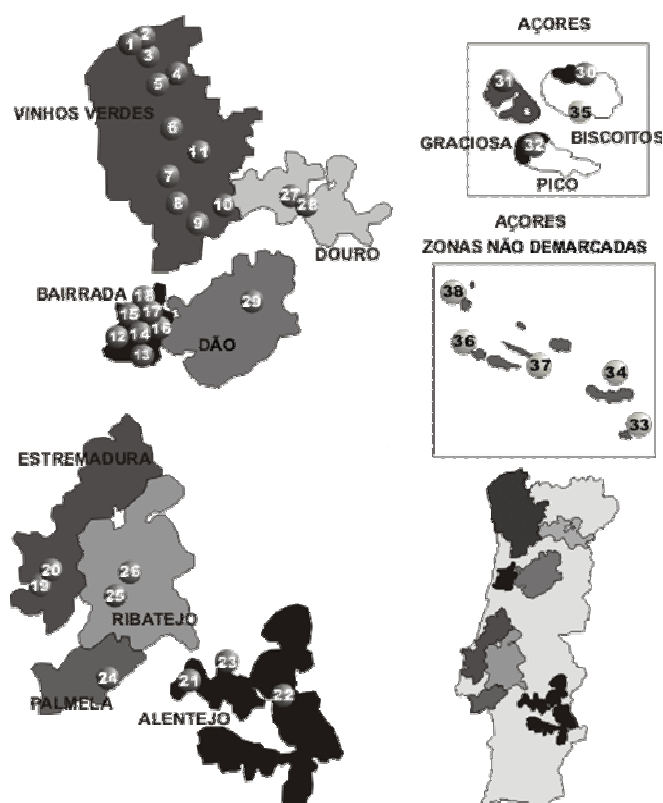 AÇORES
2
1
3
4
5
31
30
VINHOS VERDES
35
6
BISCOITOS
11
GRACIOSA
32
7
PICO
8
10
27
28
9
AÇORES
ZONAS NÃO DEMARCADAS
DOURO
BAIRRADA
18
29
38
15
17
12
14
16
13
DÃO
36
37
34
33
ESTREMADURA
20
19
26
25
RIBATEJO
23
24
21
22
PALMELA
ALENTEJO